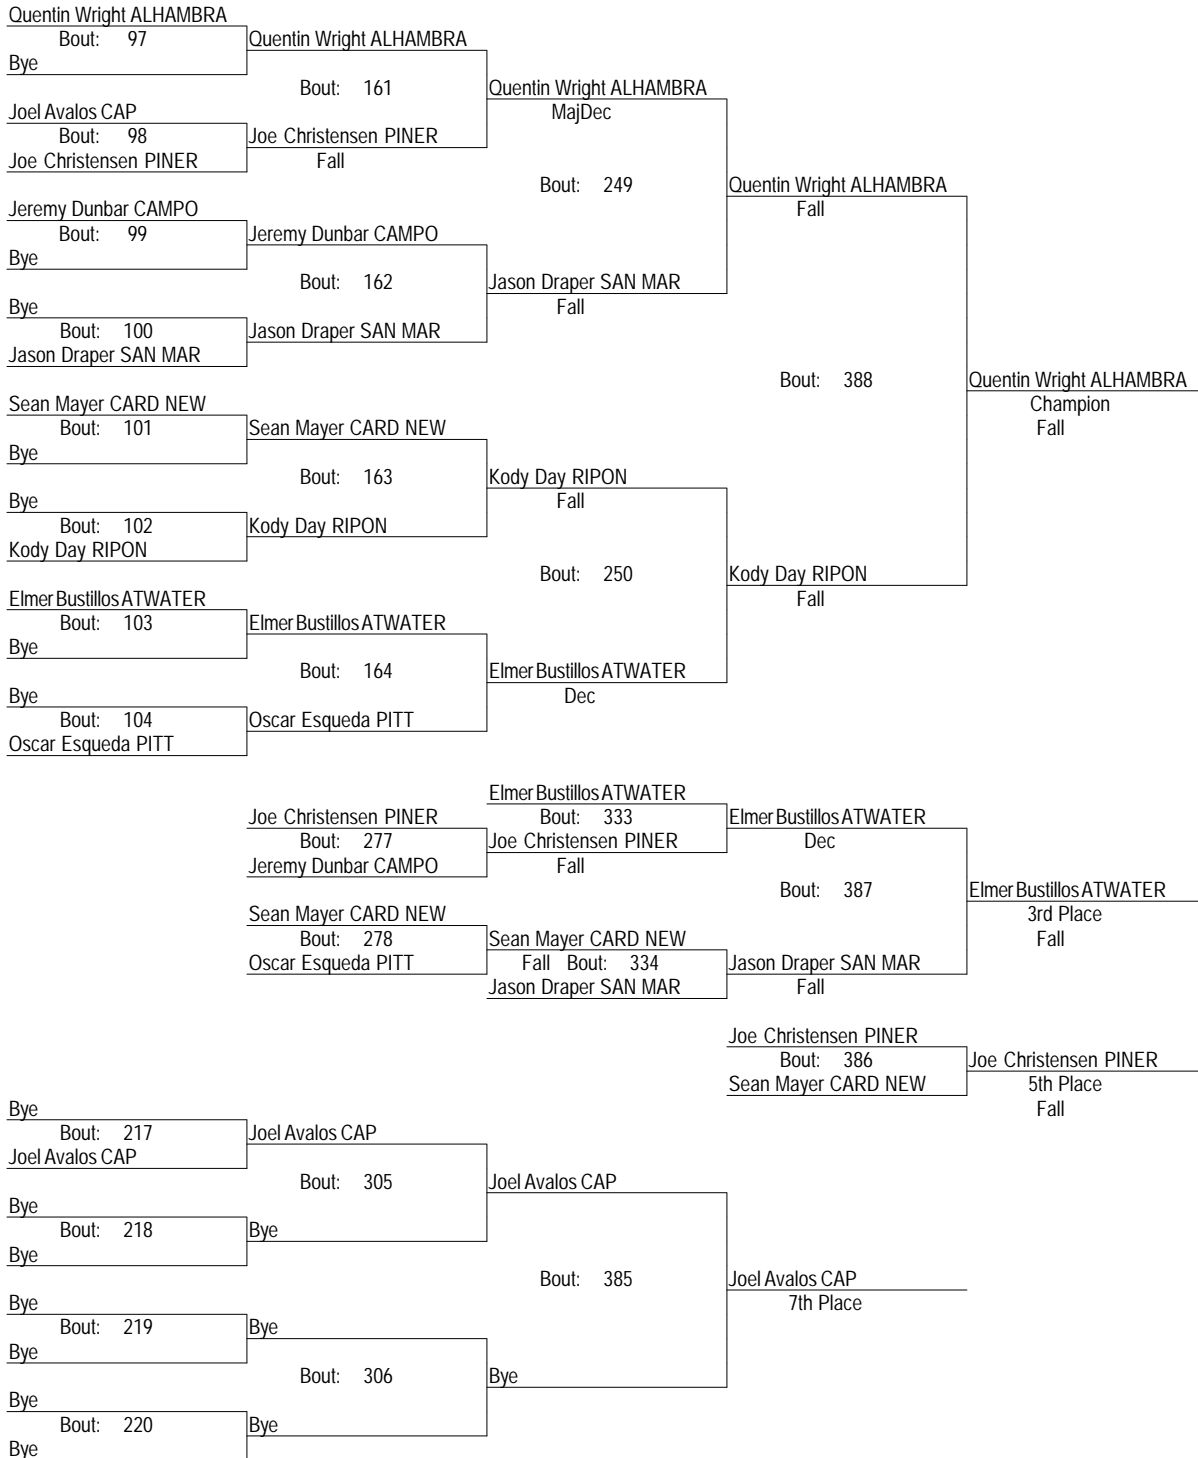 Quentin Wright ALHAMBRA
Bout: 97 Quentin Wright ALHAMBRA
Bye
Bout: 161 Quentin Wright ALHAMBRA
Joel Avalos CAP MajDec
Bout: 98 Joe Christensen PINER
Joe Christensen PINER Fall
Bout: 249 Quentin Wright ALHAMBRA
Jeremy Dunbar CAMPO Fall
Bout: 99 Jeremy Dunbar CAMPO
Bye
Bout: 162 Jason Draper SAN MAR
Bye Fall
Bout: 100 Jason Draper SAN MAR
Jason Draper SAN MAR
Bout: 388 Quentin Wright ALHAMBRA
Sean Mayer CARD NEW Champion
Bout: 101 Sean Mayer CARD NEW Fall
Bye
Bout: 163 Kody Day RIPON
Bye Fall
Bout: 102 Kody Day RIPON
Kody Day RIPON
Bout: 250 Kody Day RIPON
Elmer Bustillos ATWATER Fall
Bout: 103 Elmer Bustillos ATWATER
Bye
Bout: 164 Elmer Bustillos ATWATER
Bye Dec
Bout: 104 Oscar Esqueda PITT
Oscar Esqueda PITT
Elmer Bustillos ATWATER
Joe Christensen PINER Bout: 333 Elmer Bustillos ATWATER
Bout: 277 Joe Christensen PINER Dec
Jeremy Dunbar CAMPO Fall
Bout: 387 Elmer Bustillos ATWATER
Sean Mayer CARD NEW 3rd Place
Bout: 278 Sean Mayer CARD NEW Fall
Oscar Esqueda PITT Fall Bout: 334 Jason Draper SAN MAR
Jason Draper SAN MAR Fall
Joe Christensen PINER
Bout: 386 Joe Christensen PINER
Sean Mayer CARD NEW 5th Place
Bye Fall
Bout: 217 Joel Avalos CAP
Joel Avalos CAP
Bout: 305 Joel Avalos CAP
Bye
Bout: 218 Bye
Bye
Bout: 385 Joel Avalos CAP
Bye 7th Place
Bout: 219 Bye
Bye
Bout: 306 Bye
Bye
Bout: 220 Bye
Bye